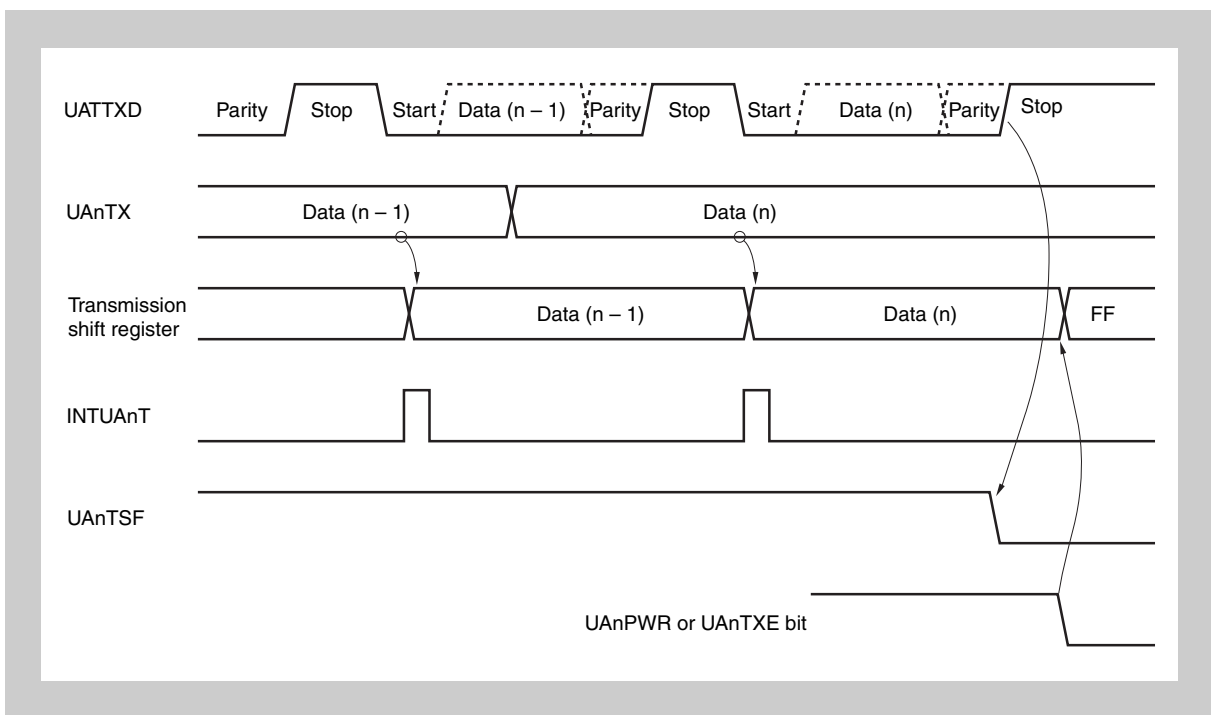 UATTXD Parity Stop Start Data (n – 1) Parity Stop Start Data (n) Parity Stop
UAnTX Data (n – 1) Data (n)
Transmission
shift register Data (n – 1) Data (n) FF
INTUAnT
UAnTSF
UAnPWR or UAnTXE bit